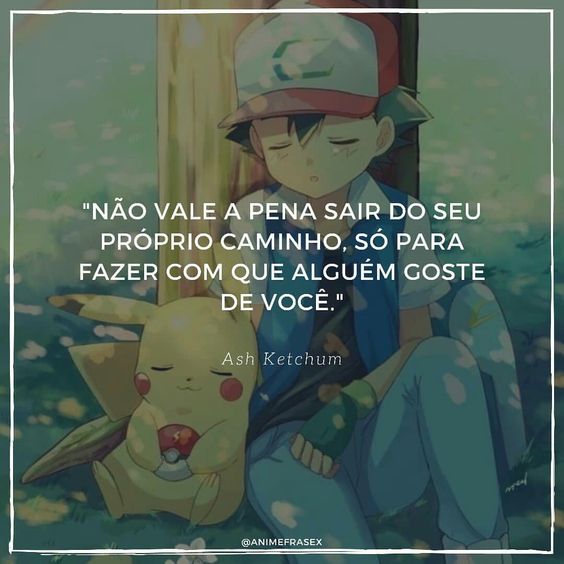 "NÃO VALE A PENA SAIR DO SEU
PRÓPRIO CAMINHO, SÓ PARA
FAZER COM QUE ALGUÉM GOSTE
DE VOCÊ."
Ash Ketchum
@ANIMEFRASEX